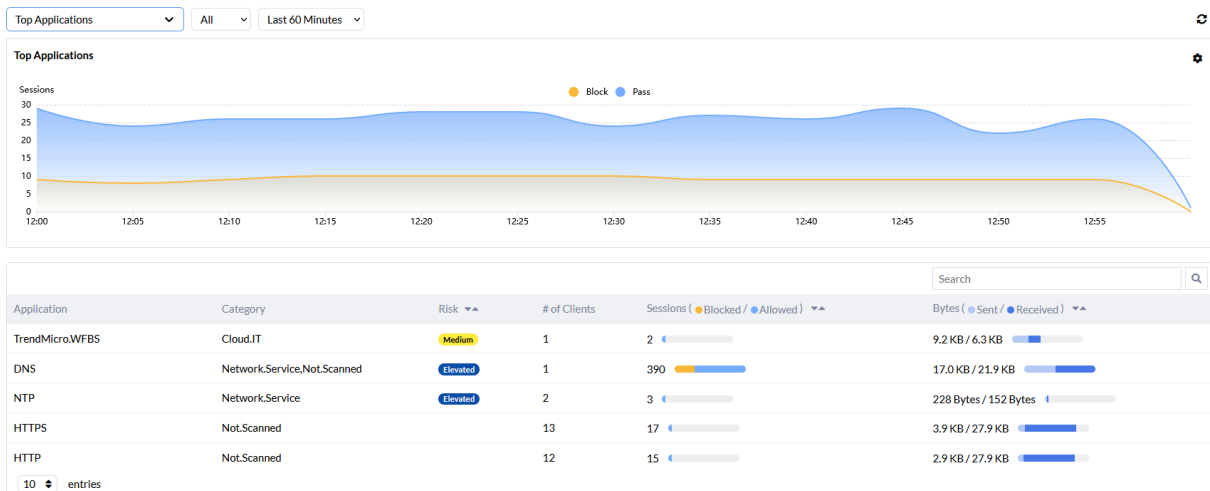 Top Applications All Last 60 Minutes
Top Applications
Sessions
Block Pass
30
25
20
15
10
5
0
12:00 12:05 12:10 12:15 12:20 12:25 12:30 12:35 12:40 12:45 12:50 12:55
Search
Application Category Risk # of Clients Sessions ( Blocked / Allowed ) Bytes ( Sent / Received )
TrendMicro.WFBS Cloud.IT Medium 1 2 9.2 KB / 6.3 KB
DNS Network.Service,Not.Scanned Elevated 1 390 17.0 KB / 21.9 KB
NTP Network.Service Elevated 2 3 228 Bytes / 152 Bytes
HTTPS Not.Scanned 13 17 3.9 KB / 27.9 KB
HTTP Not.Scanned 12 15 2.9 KB / 27.9 KB
10 entries